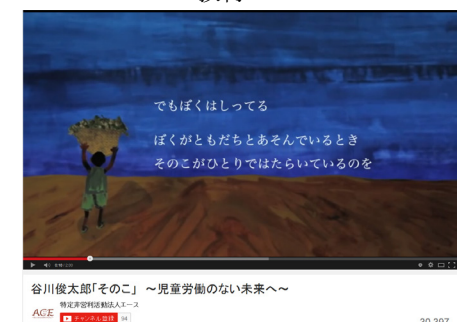 でもぼくはしってる
ぼくがともだちとあそんでいるとき
そのこがひとりではたらいているのを
谷川俊太郎「そのこ」 ～児童労働のない未来へ～
特定非営利活動法人エース
ACE
チャンネル登録 94